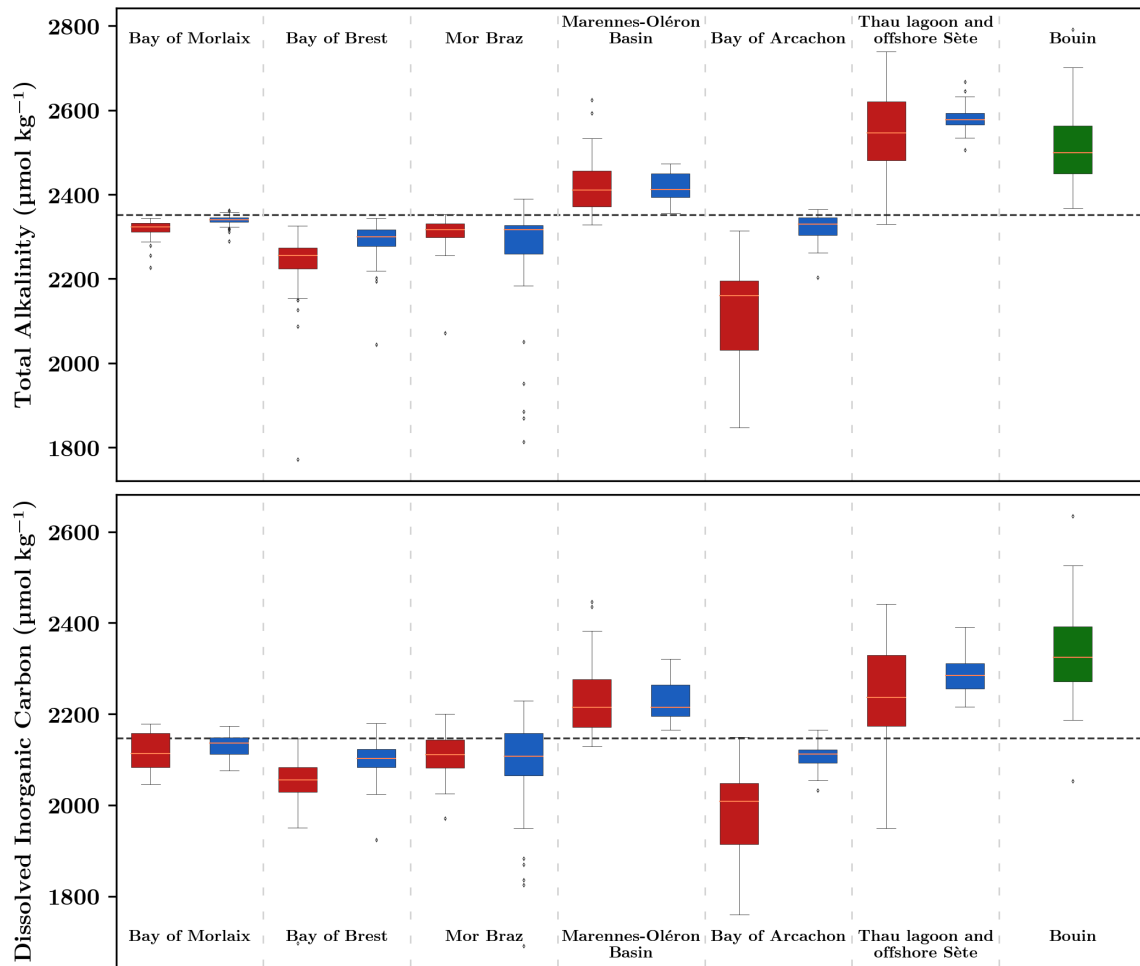 Marennes-Oléron Thau lagoon and
Bay of Morlaix Bay of Brest Mor Braz Basin Bay of Arcachon offshore Sète Bouin
Total Alkalinity (µmol kg⁻¹)
2800
2600
2400
2200
2000
1800
Dissolved Inorganic Carbon (µmol kg⁻¹)
2600
2400
2200
2000
1800
Bay of Morlaix Bay of Brest Mor Braz Marennes-Oléron Bay of Arcachon Thau lagoon and Bouin
Basin offshore Sète